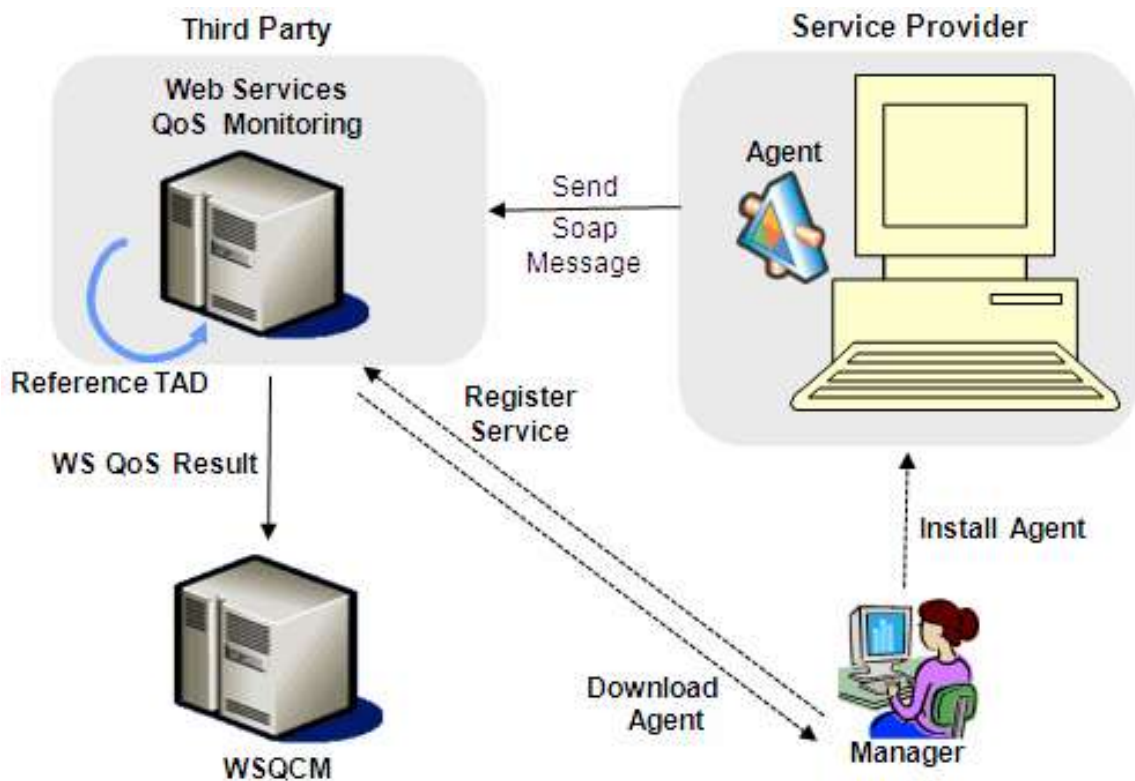 Third Party
Service Provider
Web Services
QoS Monitoring
Agent
Send
Soap
Message
Reference TAD
Register
Service
WS QoS Result
Install Agent
Download
Agent
Manager
WSQCM